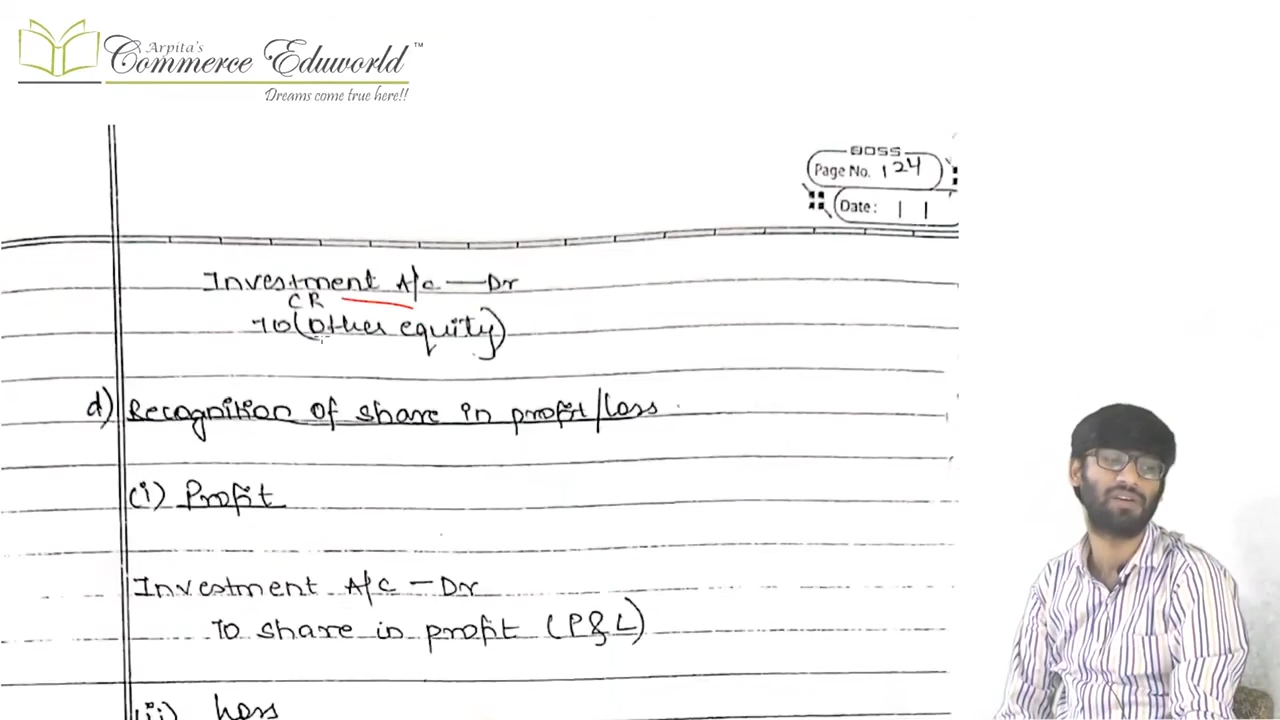 Arpita's
Commerce Eduworld™
Dreams come true here!!
BOSS
Page No. 124
Date :
Investment A/c — Dr
CR
To (Other equity)
d) Recognition of share in profit/loss.
(i) Profit
Investment A/c – Dr
To share in profit (P&L)
(ii) Loss